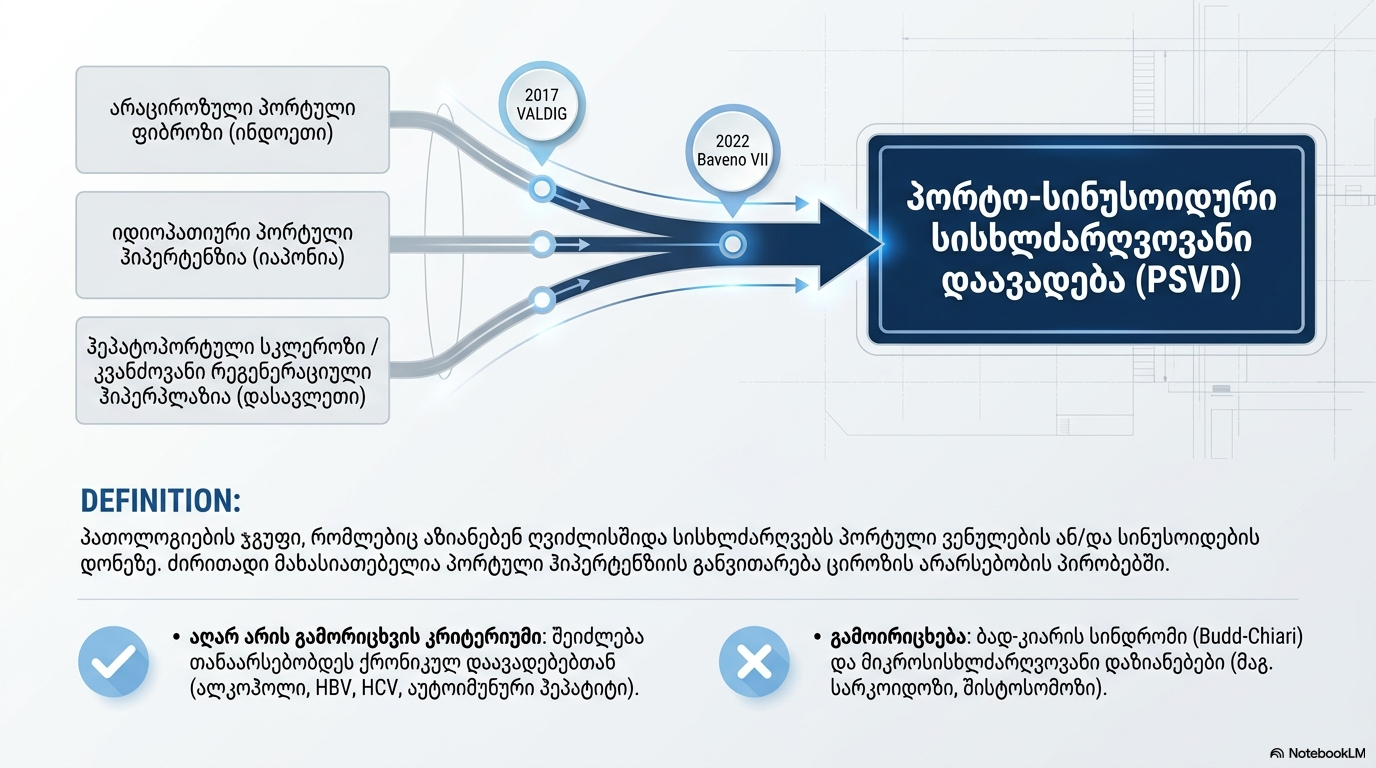 არაციროზული პორტული
ფიბროზი (ინდოეთი)
2017
VALDIG
2022
Baveno VII
იდიოპათიური პორტული
ჰიპერტენზია (იაპონია)
ჰეპატოპორტული სკლეროზი /
კვანძოვანი რეგენერაციული
ჰიპერპლაზია (დასავლეთი)
პორტო-სინუსოიდური
სისხლძარღვოვანი
დაავადება (PSVD)
DEFINITION:
პათოლოგიების ჯგუფი, რომლებიც აზიანებენ ღვიძლისშიდა სისხლძარღვებს პორტული ვენულების ან/და სინუსოიდების
დონეზე. ძირითადი მახასიათებელია პორტული ჰიპერტენზიის განვითარება ციროზის არარსებობის პირობებში.
• აღარ არის გამორიცხვის კრიტერიუმი: შეიძლება
თანაარსებობდეს ქრონიკულ დაავადებებთან
(ალკოჰოლი, HBV, HCV, აუტოიმუნური ჰეპატიტი).
• გამოირიცხება: ბად-კიარის სინდრომი (Budd-Chiari)
და მიკროსისხლძარღვოვანი დაზიანებები (მაგ.
სარკოიდოზი, შისტოსომოზი).
NotebookLM